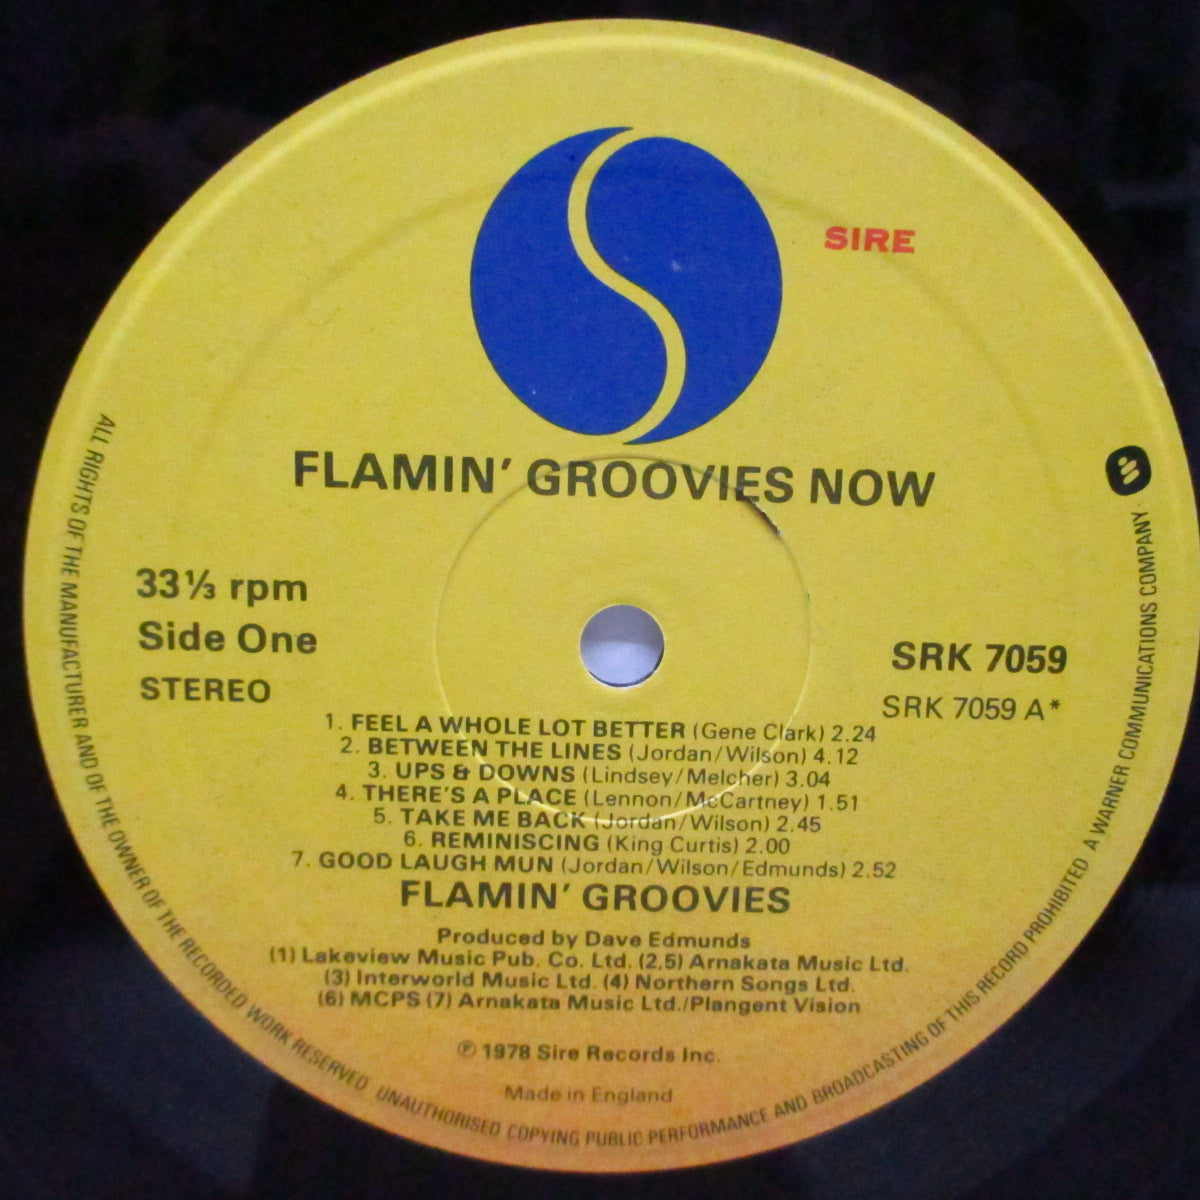 SIRE
FLAMIN' GROOVIES NOW
33⅓ rpm
Side One
STEREO
SRK 7059
SRK 7059 A*
1. FEEL A WHOLE LOT BETTER (Gene Clark) 2.24
2. BETWEEN THE LINES (Jordan/Wilson) 4.12
3. UPS & DOWNS (Lindsey/Melcher) 3.04
4. THERE'S A PLACE (Lennon/McCartney) 1.51
5. TAKE ME BACK (Jordan/Wilson) 2.45
6. REMINISCING (King Curtis) 2.00
7. GOOD LAUGH MUN (Jordan/Wilson/Edmunds) 2.52
FLAMIN' GROOVIES
Produced by Dave Edmunds
(1) Lakeview Music Pub. Co. Ltd. (2,5) Arnakata Music Ltd.
(3) Interworld Music Ltd. (4) Northern Songs Ltd.
(6) MCPS (7) Arnakata Music Ltd./Plangent Vision
℗ 1978 Sire Records Inc.
Made in England
ALL RIGHTS OF THE MANUFACTURER AND OF THE OWNER OF THE RECORDED WORK RESERVED UNAUTHORISED COPYING PUBLIC PERFORMANCE AND BROADCASTING OF THIS RECORD PROHIBITED A WARNER COMMUNICATIONS COMPANY ·